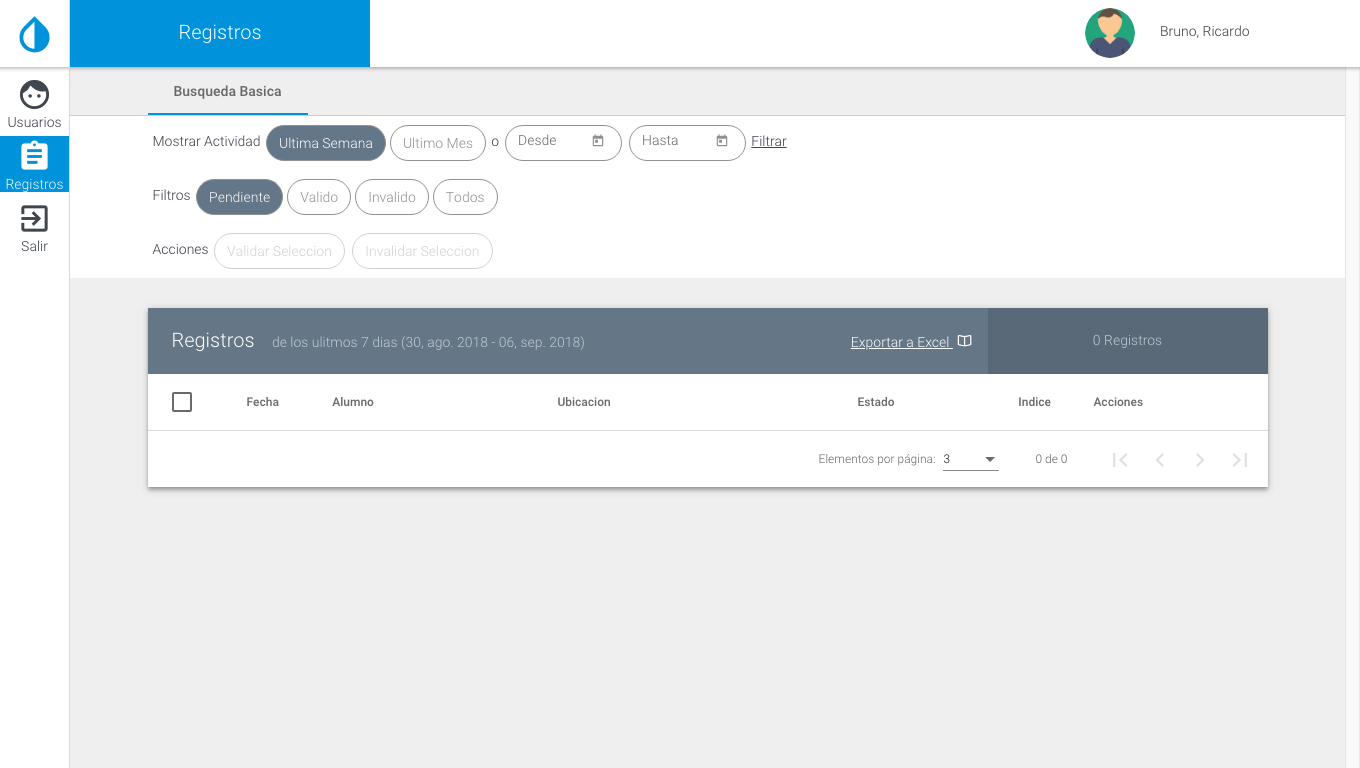 Registros
Bruno, Ricardo
Usuarios
Registros
Salir
Busqueda Basica
Mostrar Actividad Ultima Semana Ultimo Mes o Desde Hasta Filtrar
Filtros Pendiente Valido Invalido Todos
Acciones Validar Seleccion Invalidar Seleccion
Registros de los ulitmos 7 dias (30, ago. 2018 - 06, sep. 2018) Exportar a Excel 0 Registros
Fecha Alumno Ubicacion Estado Indice Acciones
Elementos por página: 3 0 de 0